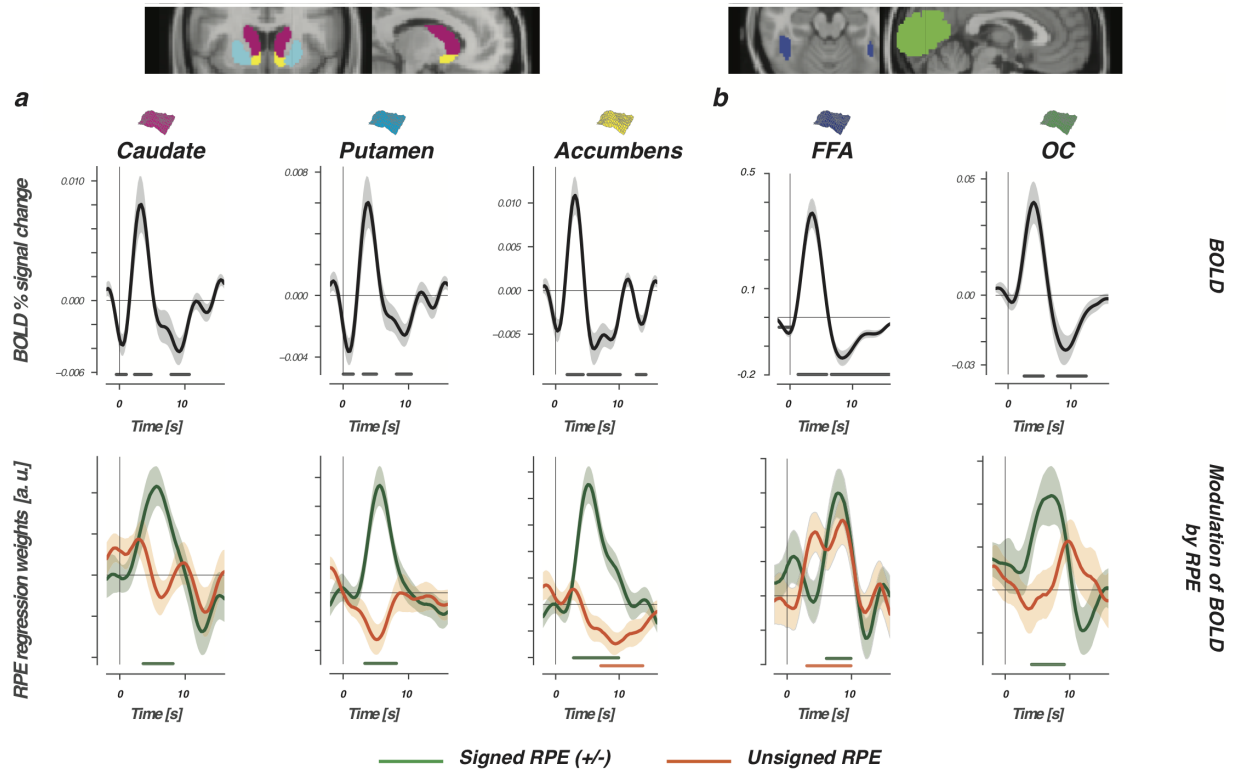 a
b
Caudate
Putamen
Accumbens
FFA
OC
BOLD % signal change
0.010
0.000
−0.006
0.008
0.000
−0.004
0.010
0.005
0.000
−0.005
0.5
0.1
-0.2
0.05
0.00
−0.03
BOLD
0 10
0 10
0 10
0 10
0 10
Time [s]
Time [s]
Time [s]
Time [s]
Time [s]
RPE regression weights [a. u.]
Modulation of BOLD
by RPE
0 10
0 10
0 10
0 10
0 10
Time [s]
Time [s]
Time [s]
Time [s]
Time [s]
Signed RPE (+/-)
Unsigned RPE